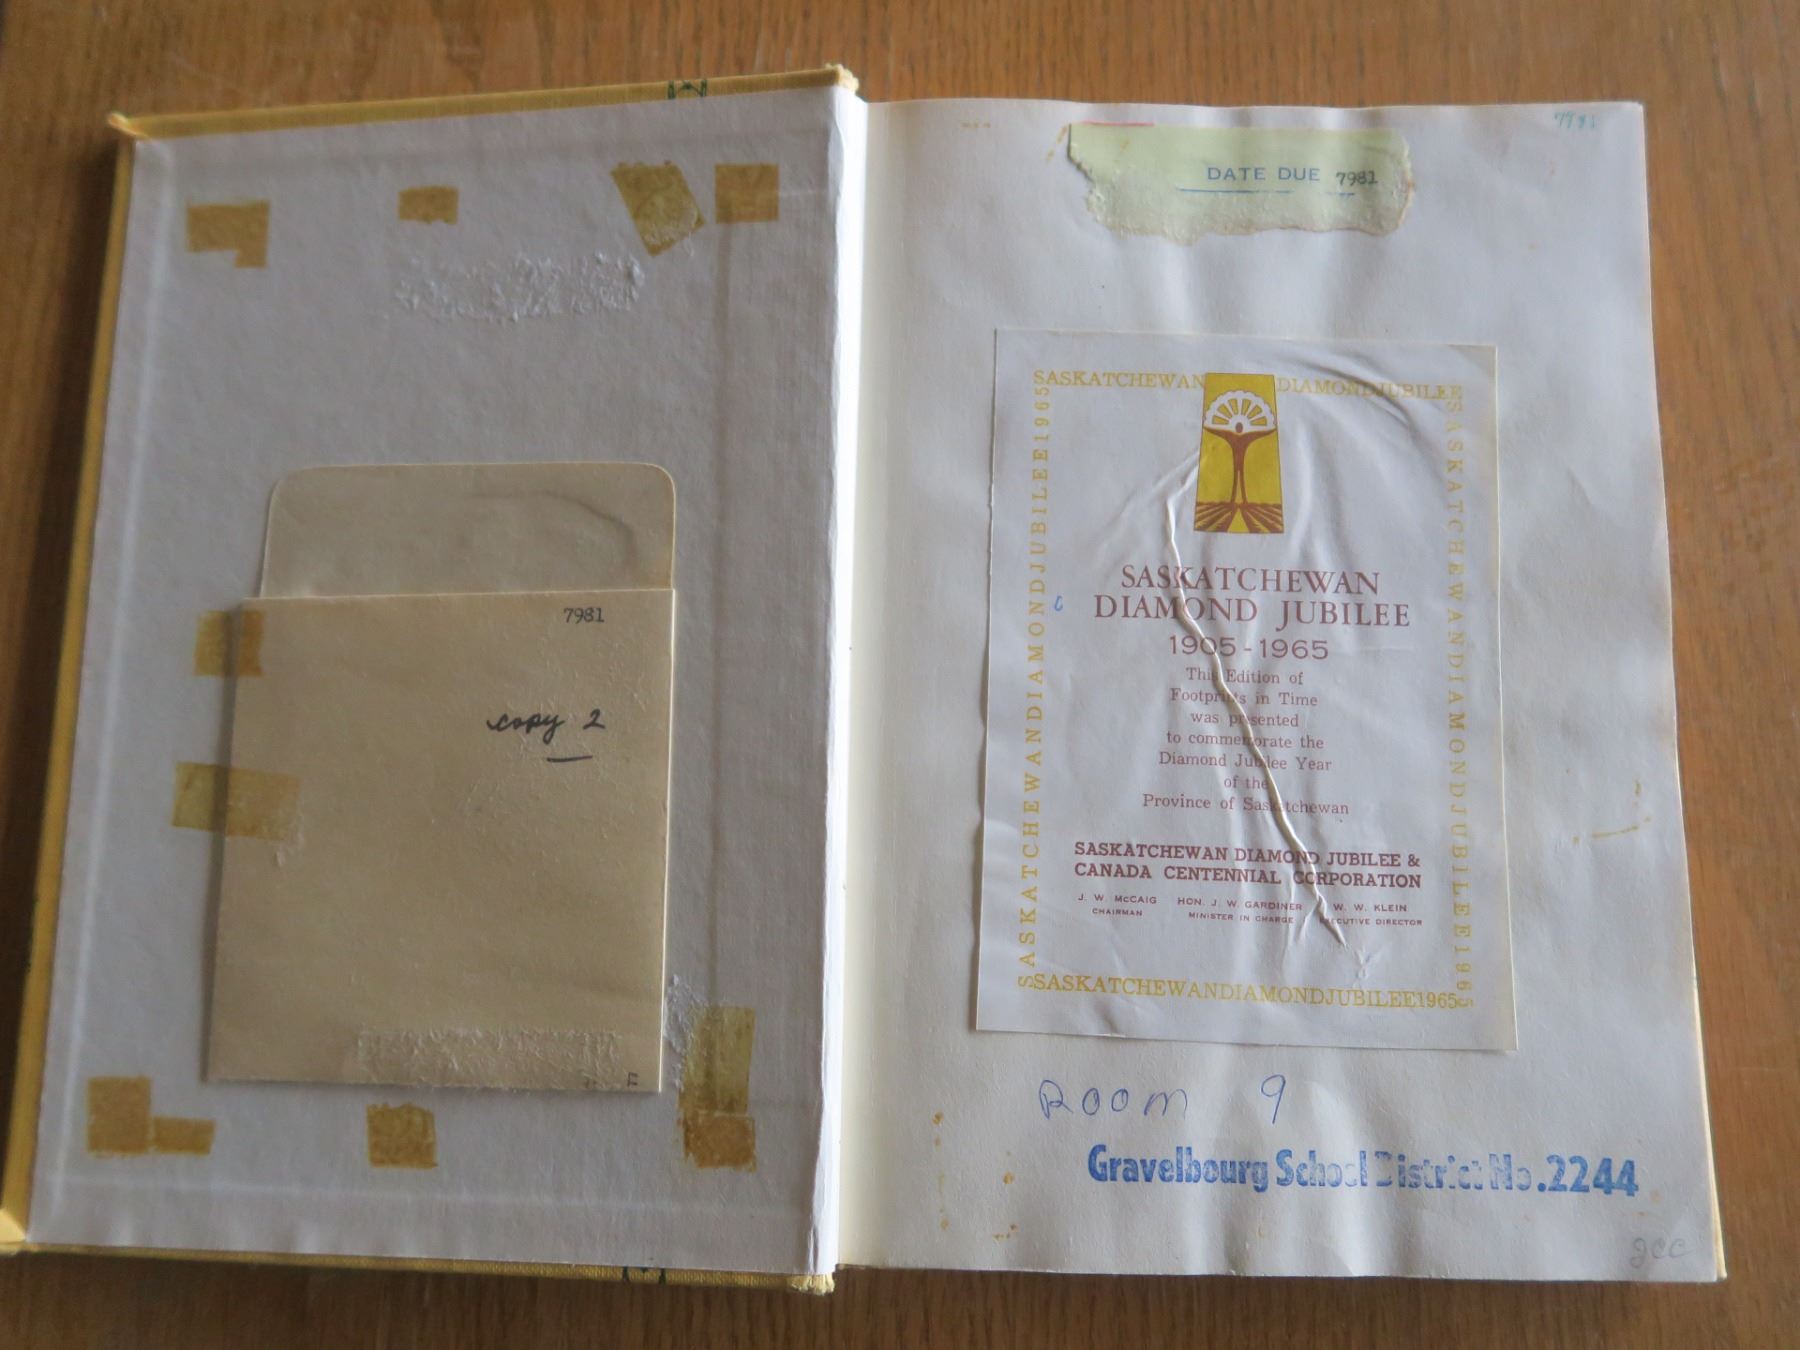 7981
copy 2
7981
DATE DUE 7981
SASKATCHEWAN DIAMONDJUBILEE
SASKATCHEWANDIAMONDJUBILEE1965
SASKATCHEWANDIAMONDJUBILEE1965
SASKATCHEWAN
DIAMOND JUBILEE
1905-1965
This Edition of
Footprints in Time
was presented
to commemorate the
Diamond Jubilee Year
of the
Province of Saskatchewan
SASKATCHEWAN DIAMOND JUBILEE &
CANADA CENTENNIAL CORPORATION
J. W. McCAIG HON. J. W. GARDINER W. W. KLEIN
CHAIRMAN MINISTER IN CHARGE EXECUTIVE DIRECTOR
SASKATCHEWANDIAMONDJUBILEE1965
ROOM 9
Gravelbourg School District No. 2244